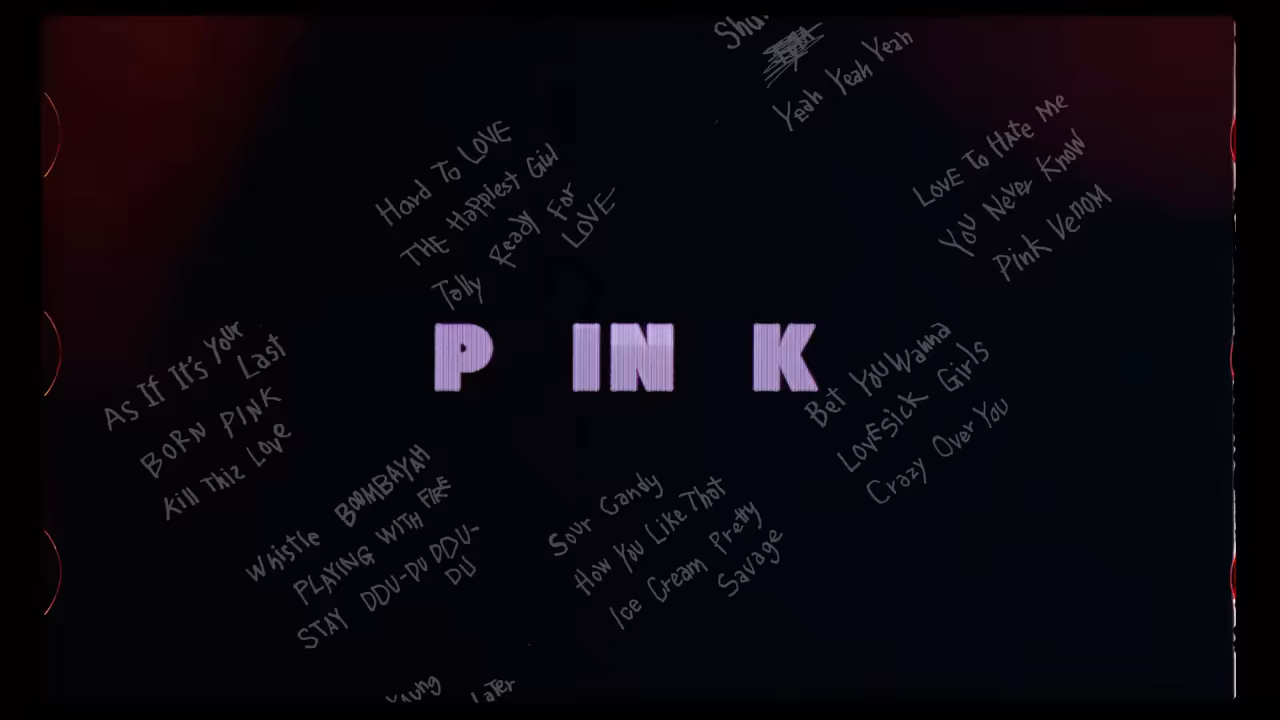 Yeah Yeah Yeah
Hard To LOVE
THE Happiest Girl
Tally Ready For
LOVE
LovE To HAte Me
You Never Know
Pink VenoM
P INK
As If It's Your
Last
BORN PINK
Kill This Love
Bet You Wanna
LOVESICK Girls
Crazy Over You
Whistle BOOMBAYAH
PLAYING WITH FIRE
STAY DDU-DU DDU-
DU
Sour Candy
How You Like That
Ice Cream Pretty
Savage
Young Later